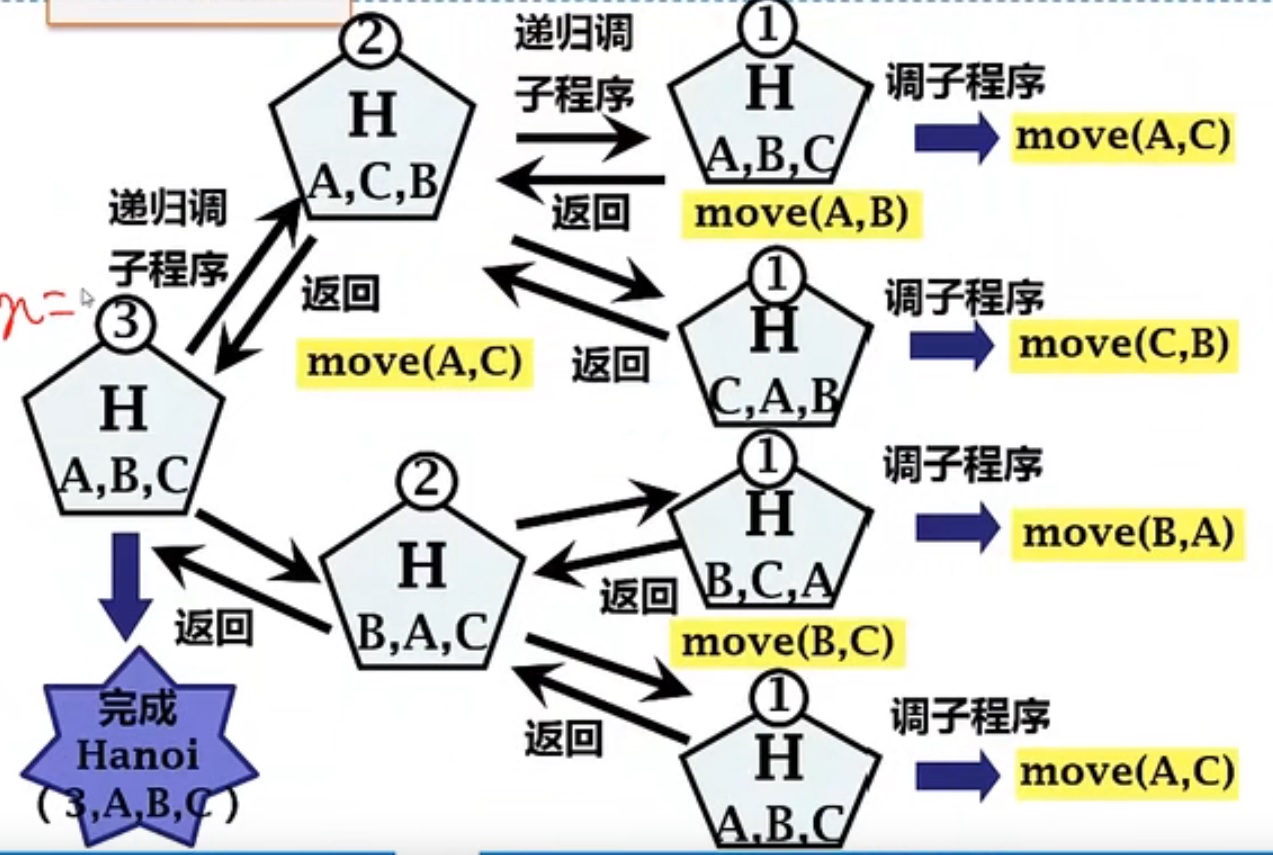 ②
H
A,C,B
递归调
子程序
返回
①
H
A,B,C
调子程序
move(A,C)
move(A,B)
递归调
子程序
返回
move(A,C)
返回
①
H
C,A,B
调子程序
move(C,B)
n=
③
H
A,B,C
②
H
B,A,C
返回
返回
①
H
B,C,A
调子程序
move(B,A)
move(B,C)
返回
①
H
A,B,C
调子程序
move(A,C)
完成
Hanoi
(3,A,B,C)